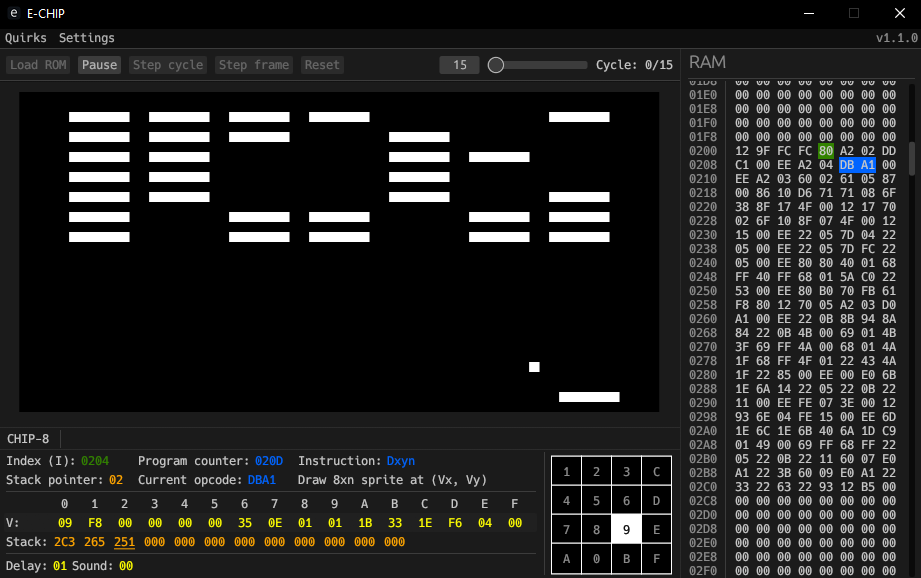 e E-CHIP
Quirks Settings v1.1.0
Load ROM Pause Step cycle Step frame Reset 15 Cycle: 0/15
RAM
01D8 00 00 00 00 00 00 00 00
01E0 00 00 00 00 00 00 00 00
01E8 00 00 00 00 00 00 00 00
01F0 00 00 00 00 00 00 00 00
01F8 00 00 00 00 00 00 00 00
0200 12 9F FC FC 80 A2 02 DD
0208 C1 00 EE A2 04 DB A1 00
0210 EE A2 03 60 02 61 05 87
0218 00 86 10 D6 71 71 08 6F
0220 38 8F 17 4F 00 12 17 70
0228 02 6F 10 8F 07 4F 00 12
0230 15 00 EE 22 05 7D 04 22
0238 05 00 EE 22 05 7D FC 22
0240 05 00 EE 80 80 40 01 68
0248 FF 40 FF 68 01 5A C0 22
0250 53 00 EE 80 B0 70 FB 61
0258 F8 80 12 70 05 A2 03 D0
0260 A1 00 EE 22 0B 8B 94 8A
0268 84 22 0B 4B 00 69 01 4B
0270 3F 69 FF 4A 00 68 01 4A
0278 1F 68 FF 4F 01 22 43 4A
0280 1F 22 85 00 EE 00 E0 6B
0288 1E 6A 14 22 05 22 0B 22
0290 11 00 EE FE 07 3E 00 12
0298 93 6E 04 FE 15 00 EE 6D
02A0 1E 6C 1E 6B 40 6A 1D C9
02A8 01 49 00 69 FF 68 FF 22
02B0 05 22 0B 22 11 60 07 E0
02B8 A1 22 3B 60 09 E0 A1 22
02C0 33 22 63 22 93 12 B5 00
02C8 00 00 00 00 00 00 00 00
02D0 00 00 00 00 00 00 00 00
02D8 00 00 00 00 00 00 00 00
02E0 00 00 00 00 00 00 00 00
02E8 00 00 00 00 00 00 00 00
02F0 00 00 00 00 00 00 00 00
CHIP-8
Index (I): 0204 Program counter: 020D Instruction: Dxyn
Stack pointer: 02 Current opcode: DBA1 Draw 8xn sprite at (Vx, Vy)
0 1 2 3 4 5 6 7 8 9 A B C D E F
V: 09 F8 00 00 00 00 35 0E 01 01 1B 33 1E F6 04 00
Stack: 2C3 265 251 000 000 000 000 000 000 000 000 000
Delay: 01 Sound: 00
1 2 3 C
4 5 6 D
7 8 9 E
A 0 B F